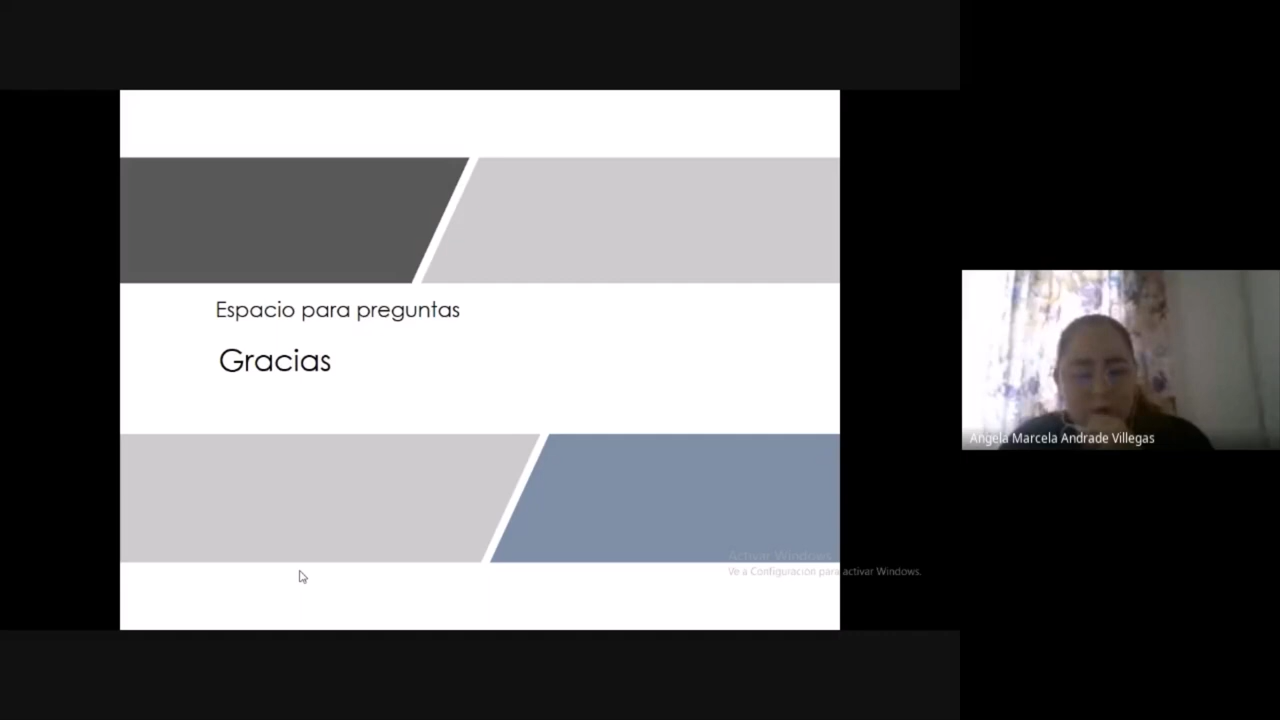 Espacio para preguntas
Gracias
Angela Marcela Andrade Villegas
Activar Windows
Ve a Configuración para activar Windows.